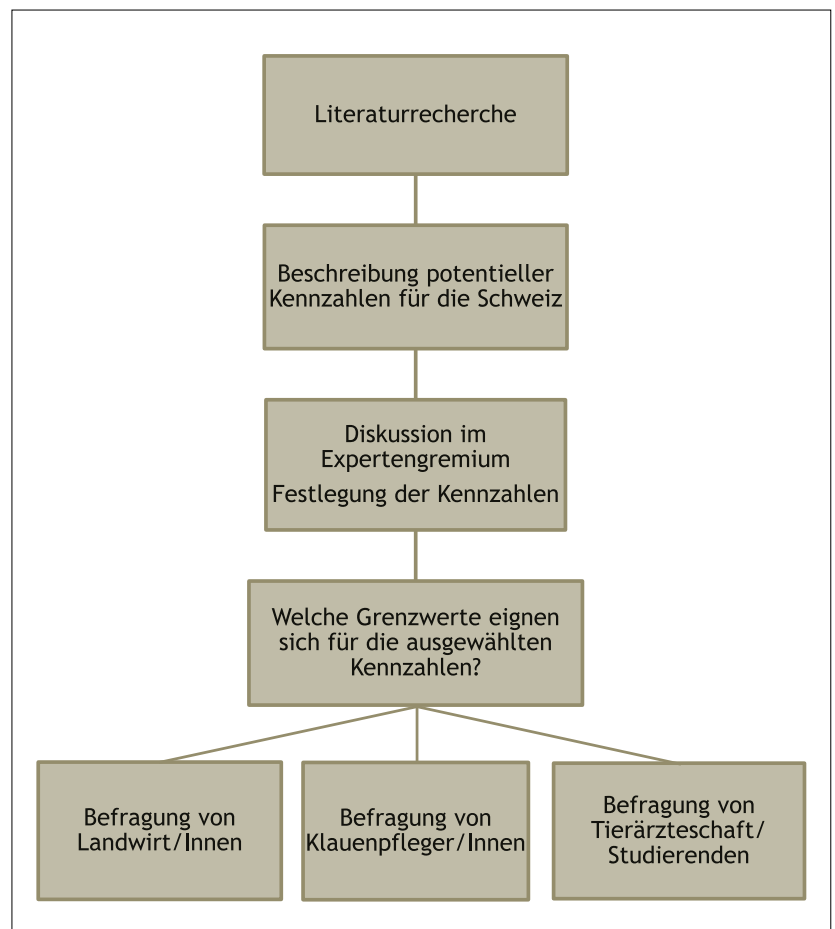 Literaturrecherche
Beschreibung potentieller
Kennzahlen für die Schweiz
Diskussion im
Expertengremium
Festlegung der Kennzahlen
Welche Grenzwerte eignen
sich für die ausgewählten
Kennzahlen?
Befragung von
Landwirt/Innen
Befragung von
Klauenpfleger/Innen
Befragung von
Tierärzteschaft/
Studierenden